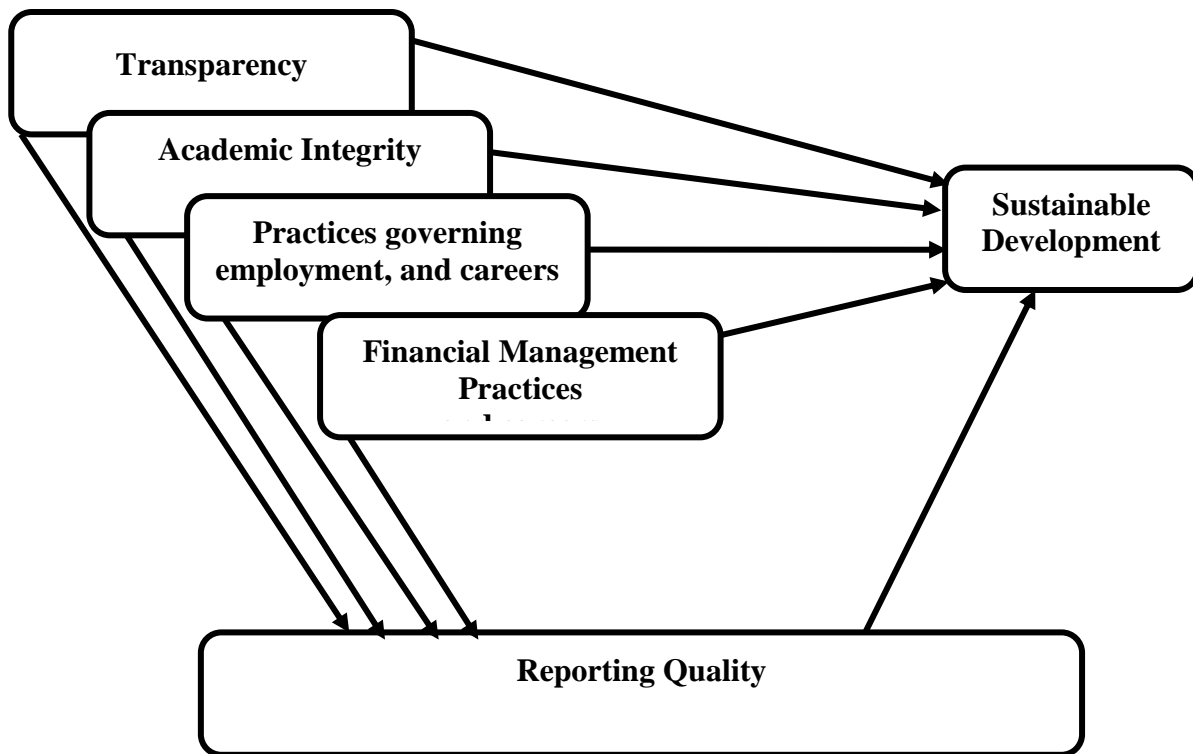 Transparency
Academic Integrity
Practices governing
employment, and careers
Financial Management
Practices
Sustainable
Development
Reporting Quality